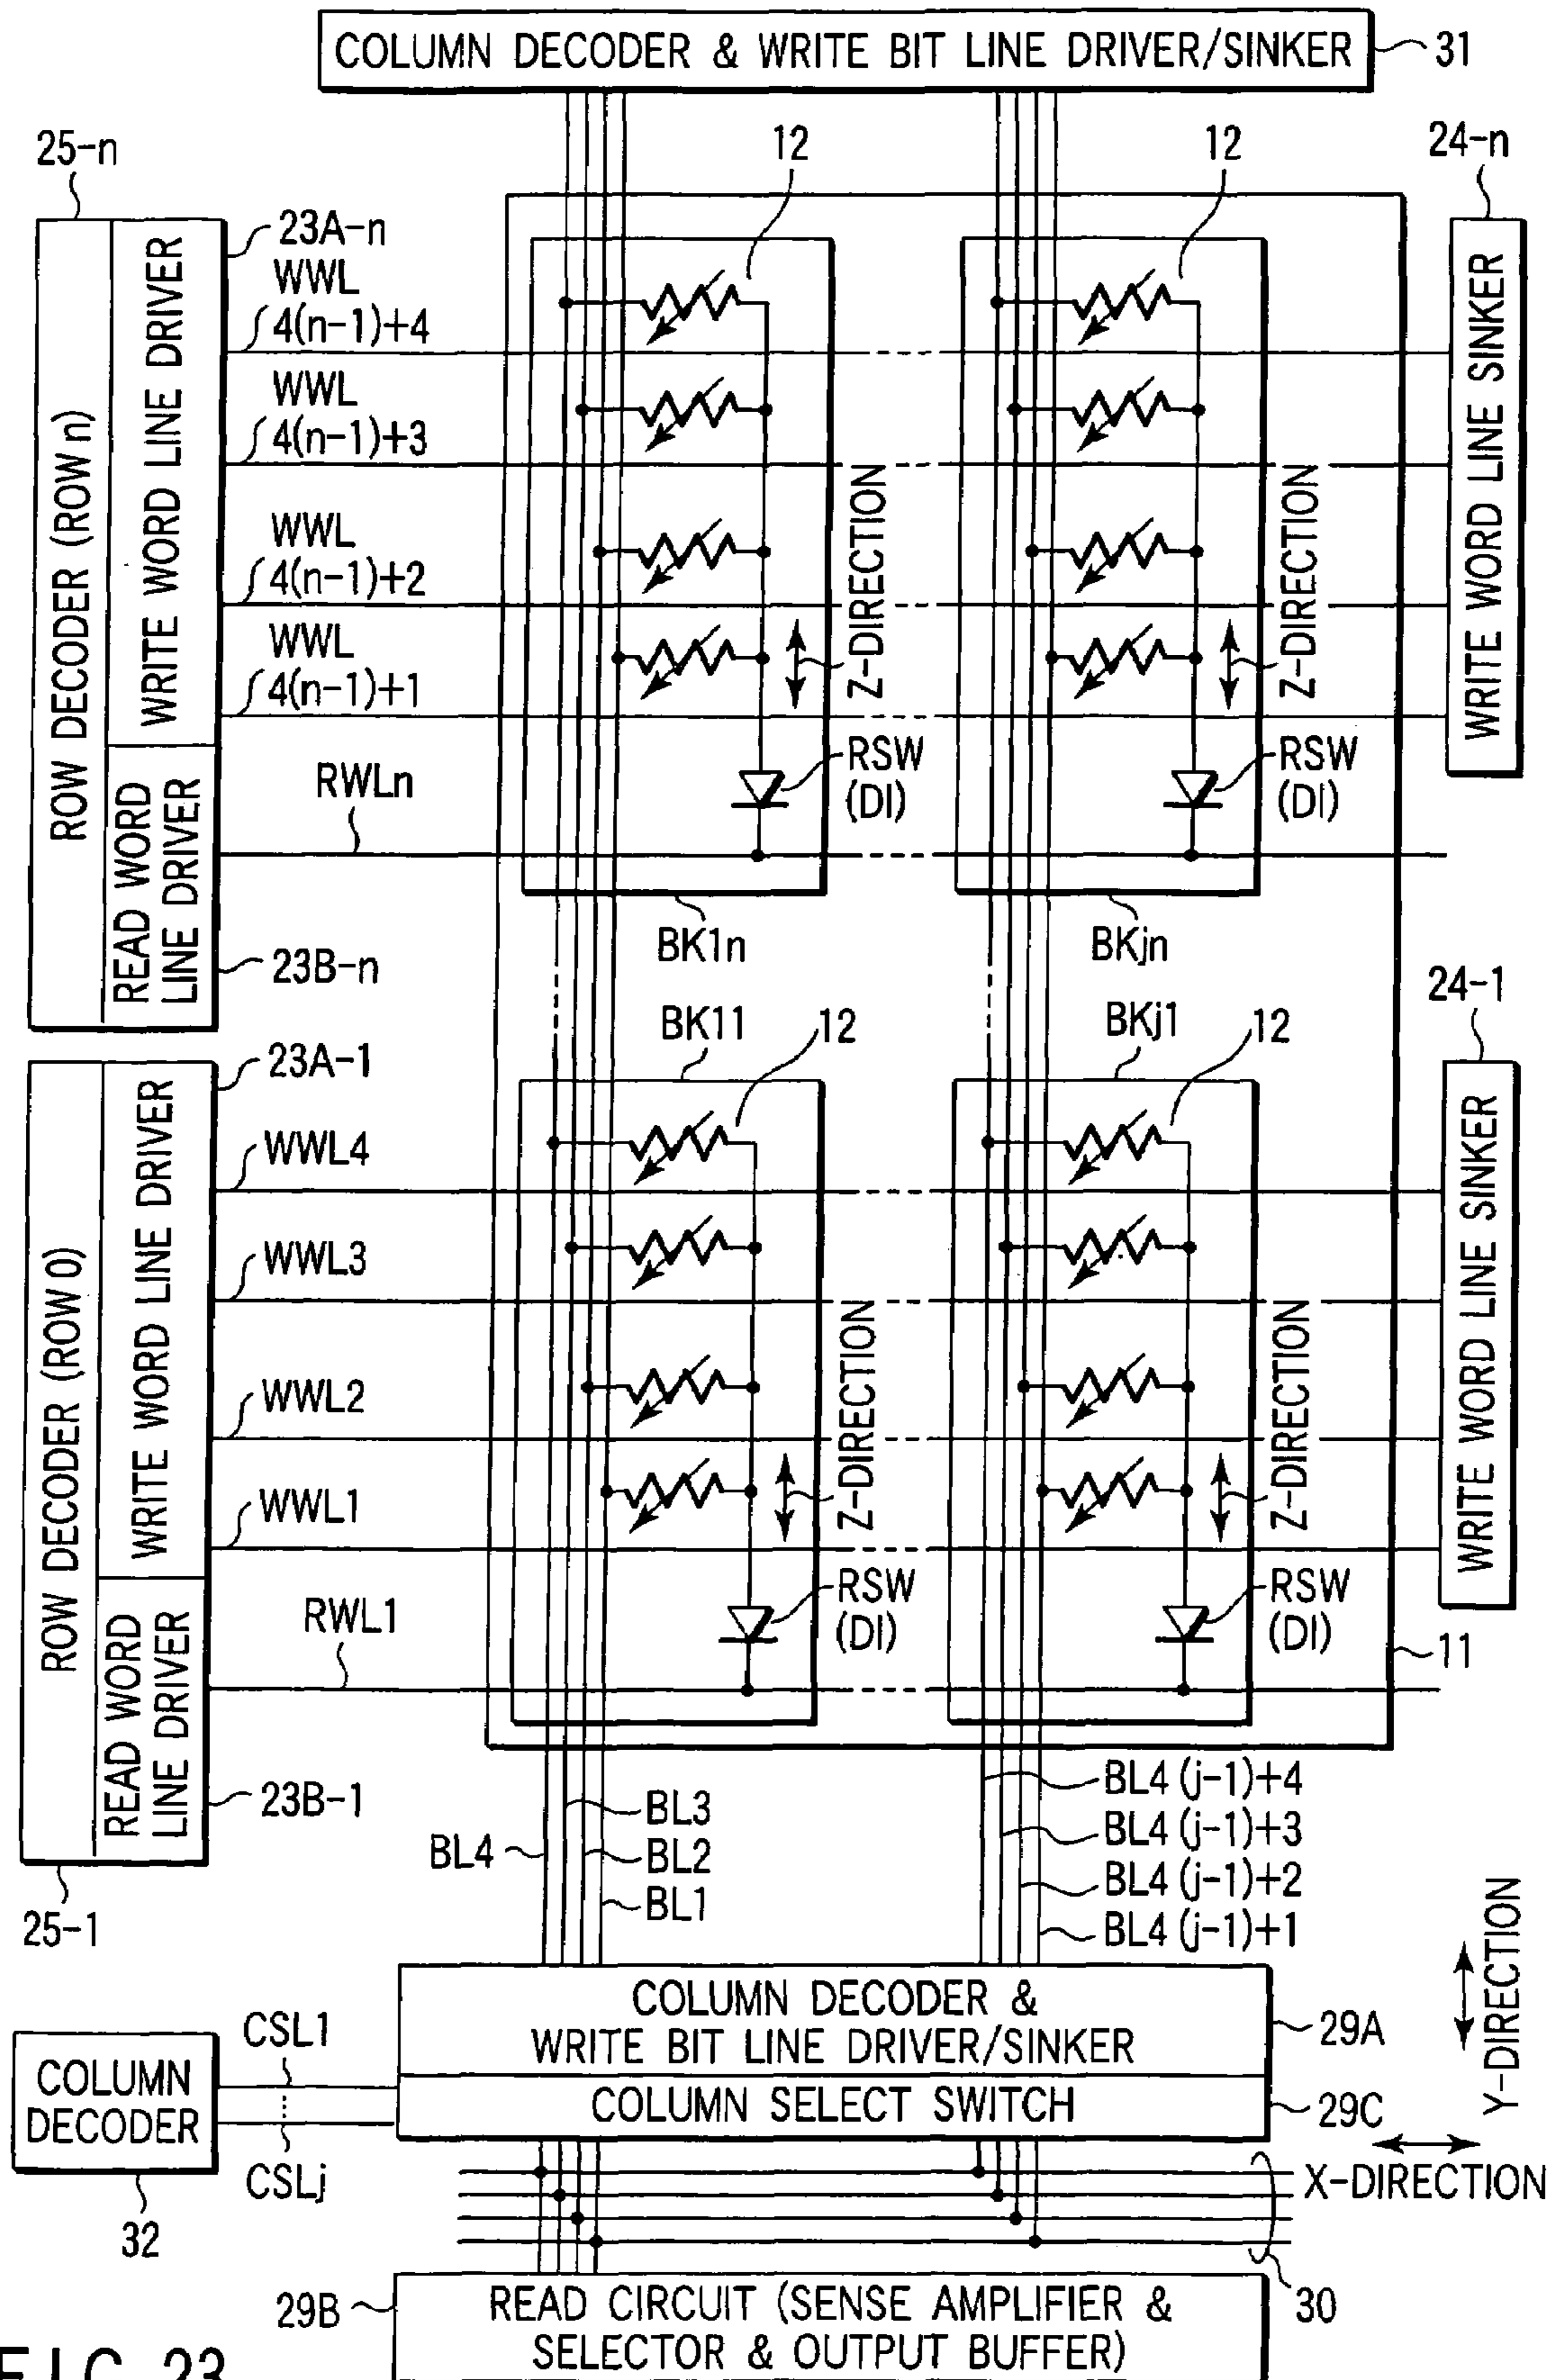 COLUMN DECODER & WRITE BIT LINE DRIVER/SINKER
31
25-n
12
12
24-n
23A-n
WWL
4(n-1)+4
WWL
4(n-1)+3
WWL
4(n-1)+2
WWL
4(n-1)+1
ROW DECODER (ROW n)
WRITE WORD LINE DRIVER
READ WORD
LINE DRIVER
RWLn
23B-n
Z-DIRECTION
Z-DIRECTION
RSW
(DI)
RSW
(DI)
WRITE WORD LINE SINKER
BK1n
BKjn
24-1
BK11
12
BKj1
12
23A-1
WWL4
WWL3
WWL2
WWL1
ROW DECODER (ROW 0)
WRITE WORD LINE DRIVER
READ WORD
LINE DRIVER
RWL1
23B-1
25-1
Z-DIRECTION
Z-DIRECTION
RSW
(DI)
RSW
(DI)
WRITE WORD LINE SINKER
11
BL4
BL3
BL2
BL1
BL4 (j-1)+4
BL4 (j-1)+3
BL4 (j-1)+2
BL4 (j-1)+1
Y-DIRECTION
X-DIRECTION
COLUMN DECODER &
WRITE BIT LINE DRIVER/SINKER
29A
COLUMN SELECT SWITCH
29C
CSL1
CSLj
COLUMN
DECODER
32
30
29B
READ CIRCUIT (SENSE AMPLIFIER &
SELECTOR & OUTPUT BUFFER)
FIG. 23